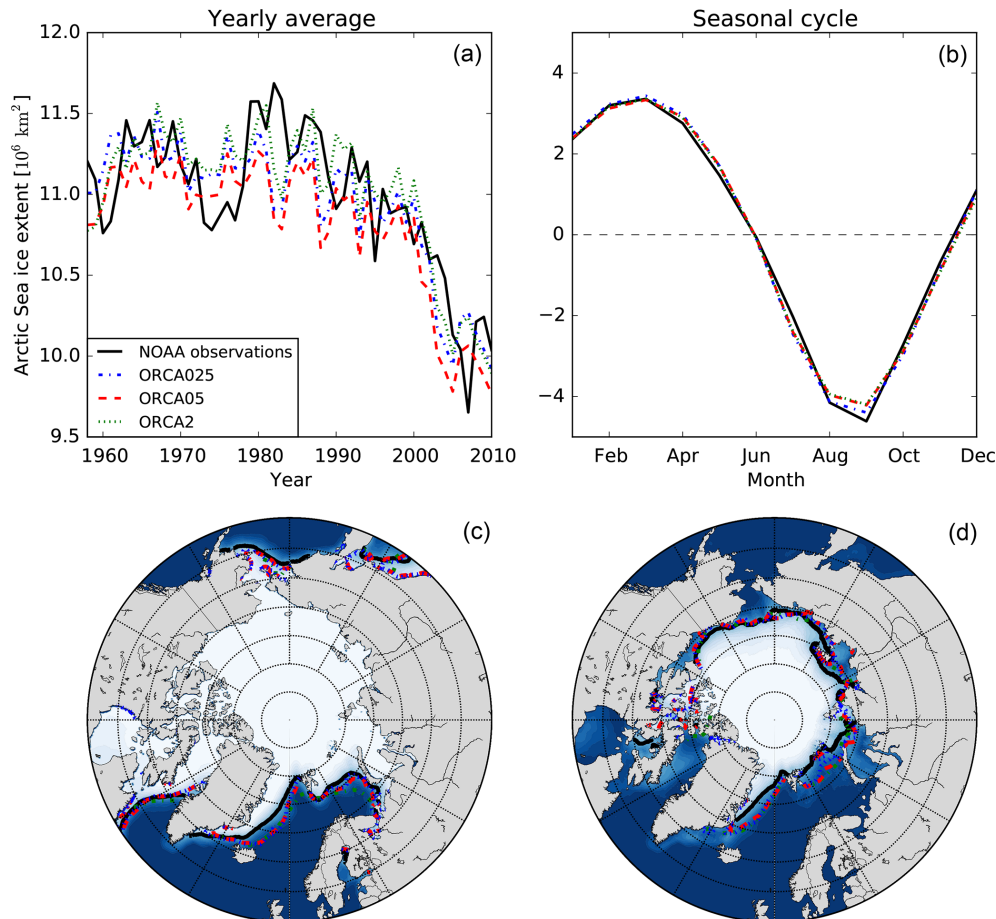 Yearly average
(a)
Arctic Sea ice extent [10⁶ km²]
12.0
11.5
11.0
10.5
10.0
9.5
NOAA observations
ORCA025
ORCA05
ORCA2
1960
1970
1980
1990
2000
2010
Year
Seasonal cycle
(b)
4
2
0
−2
−4
Feb
Apr
Jun
Aug
Oct
Dec
Month
(c)
(d)